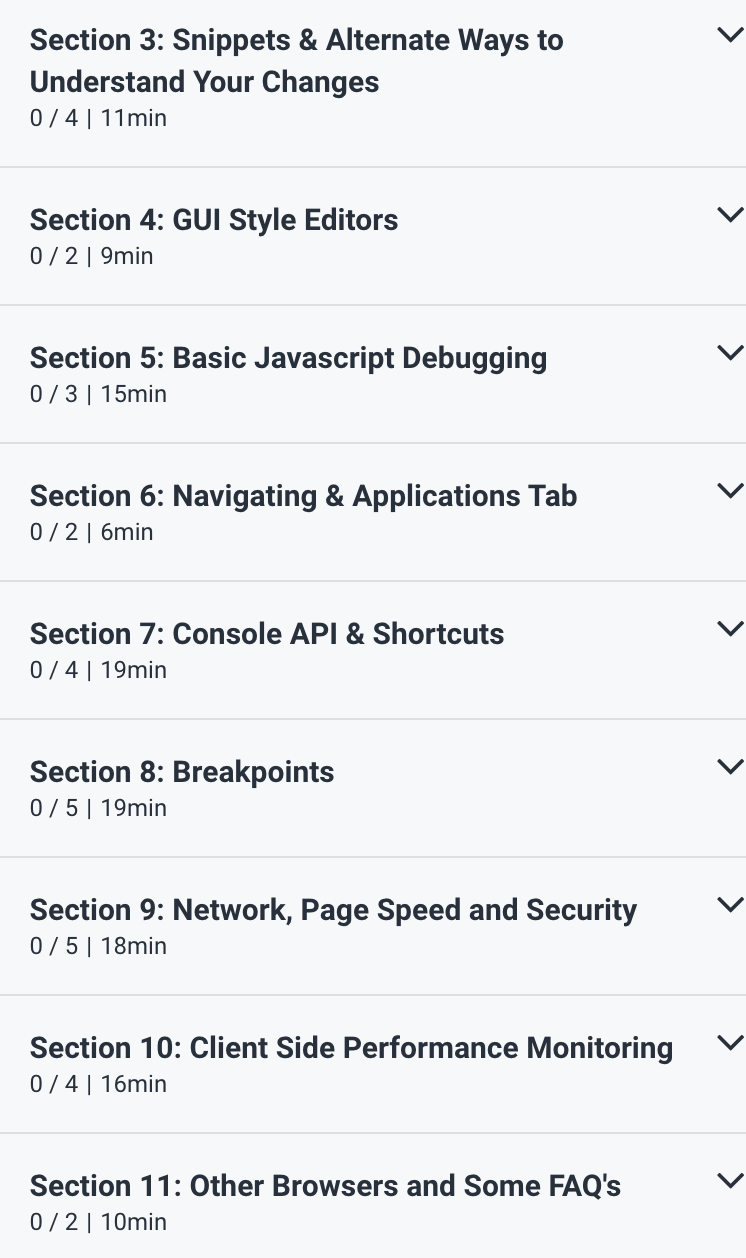 Section 3: Snippets & Alternate Ways to
Understand Your Changes
0 / 4 | 11min
Section 4: GUI Style Editors
0 / 2 | 9min
Section 5: Basic Javascript Debugging
0 / 3 | 15min
Section 6: Navigating & Applications Tab
0 / 2 | 6min
Section 7: Console API & Shortcuts
0 / 4 | 19min
Section 8: Breakpoints
0 / 5 | 19min
Section 9: Network, Page Speed and Security
0 / 5 | 18min
Section 10: Client Side Performance Monitoring
0 / 4 | 16min
Section 11: Other Browsers and Some FAQ's
0 / 2 | 10min